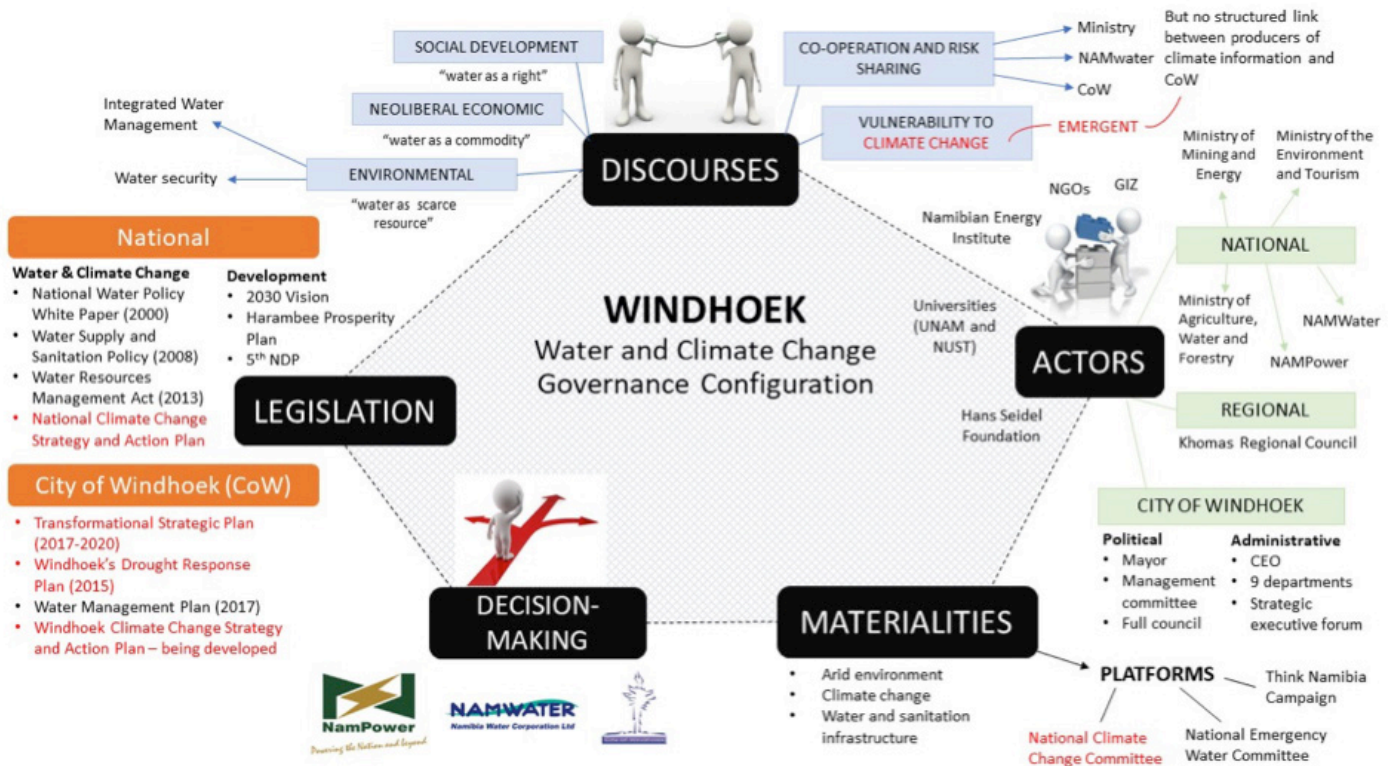 SOCIAL DEVELOPMENT
"water as a right"
NEOLIBERAL ECONOMIC
"water as a commodity"
ENVIRONMENTAL
"water as scarce
resource"
Integrated Water
Management
Water security
DISCOURSES
CO-OPERATION AND RISK
SHARING
Ministry
NAMwater
CoW
But no structured link
between producers of
climate information and
CoW
VULNERABILITY TO
CLIMATE CHANGE
EMERGENT
National
Water & Climate Change
• National Water Policy
White Paper (2000)
• Water Supply and
Sanitation Policy (2008)
• Water Resources
Management Act (2013)
• National Climate Change
Strategy and Action Plan
Development
• 2030 Vision
• Harambee Prosperity
Plan
• 5th NDP
LEGISLATION
City of Windhoek (CoW)
• Transformational Strategic Plan
(2017-2020)
• Windhoek's Drought Response
Plan (2015)
• Water Management Plan (2017)
• Windhoek Climate Change Strategy
and Action Plan – being developed
WINDHOEK
Water and Climate Change
Governance Configuration
NGOs
GIZ
Namibian Energy
Institute
Universities
(UNAM and
NUST)
Hans Seidel
Foundation
ACTORS
Ministry of
Mining and
Energy
Ministry of the
Environment
and Tourism
NATIONAL
Ministry of
Agriculture,
Water and
Forestry
NAMWater
NAMPower
REGIONAL
Khomas Regional Council
CITY OF WINDHOEK
Political
• Mayor
• Management
committee
• Full council
Administrative
• CEO
• 9 departments
• Strategic
executive forum
DECISION-
MAKING
NamPower
Powering the Nation and beyond
NAMWATER
Namibia Water Corporation Ltd
MATERIALITIES
• Arid environment
• Climate change
• Water and sanitation
infrastructure
PLATFORMS
Think Namibia
Campaign
National Climate
Change Committee
National Emergency
Water Committee